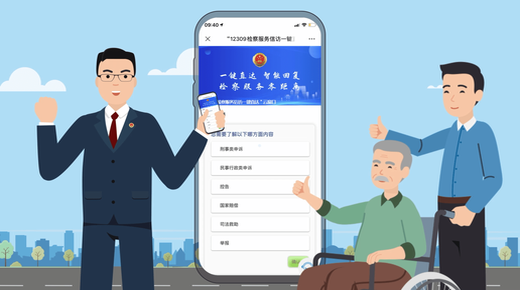 09:40
"12309检察服务信访一键
一键直达 智能回复
检察服务零距离
您需要了解以下哪方面内容
刑事类申诉
民事行政类申诉
控告
国家赔偿
司法救助
举报